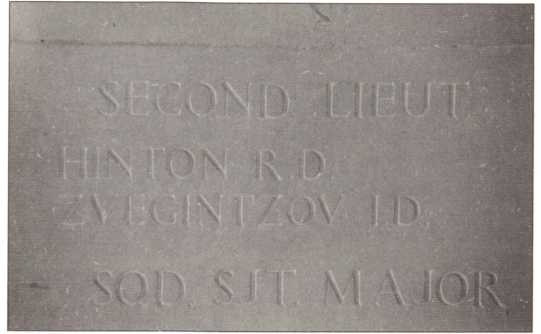 SECOND LIEUT
HINTON R.D.
ZVEGINTZOV I.D.
SQD. SJT. MAJOR